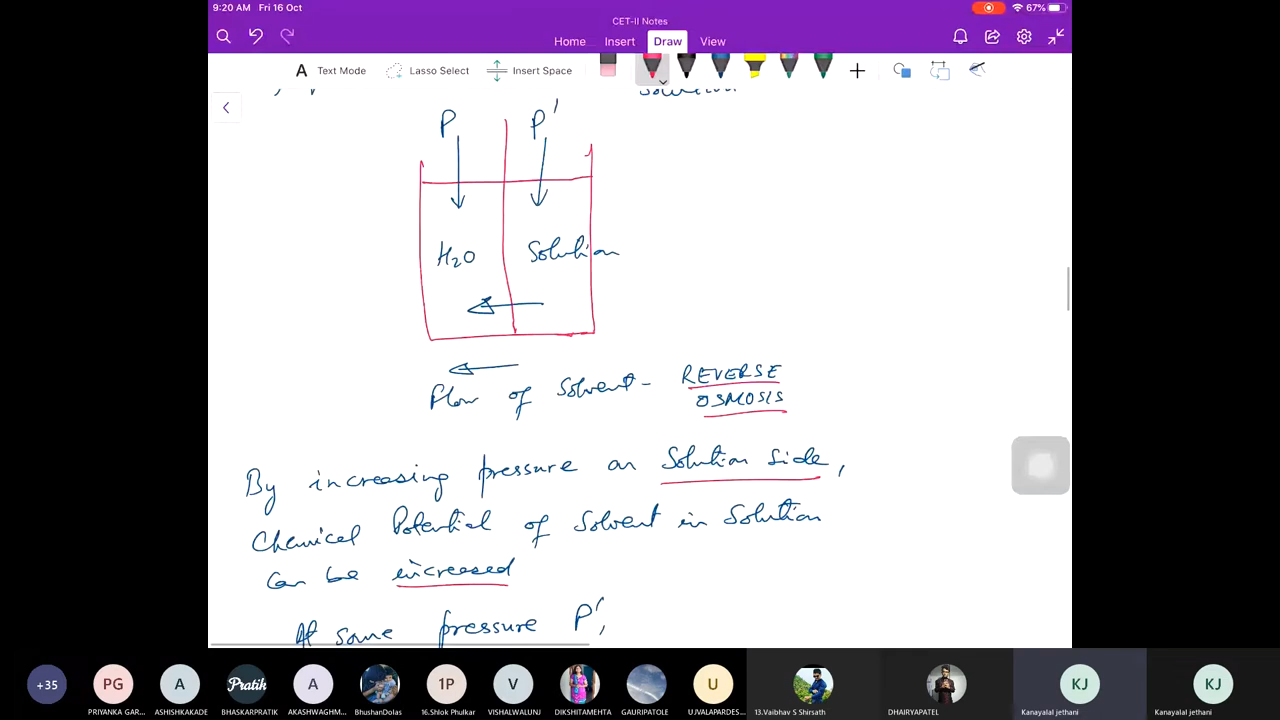 9:20 AM Fri 16 Oct
67%
CET-II Notes
Home Insert Draw View
A Text Mode Lasso Select Insert Space
Solution
P P'
H2O Solution
Flow of Solvent - REVERSE
OSMOSIS
By increasing pressure on Solution Side,
Chemical Potential of Solvent in Solution
Can be increased
At some pressure P',
+35 PG A Pratik A 1P V U KJ KJ
PRIYANKA GAR... ASHISHKAKADE BHASKARPRATIK AKASHWAGHM... BhushanDolas 16.Shlok Phulkar VISHALWALUNJ DIKSHITAMEHTA GAURIPATOLE UJVALAPARDES... 13.Vaibhav S Shirsath DHAIRYAPATEL Kanayalal jethani Kanayalal jethani